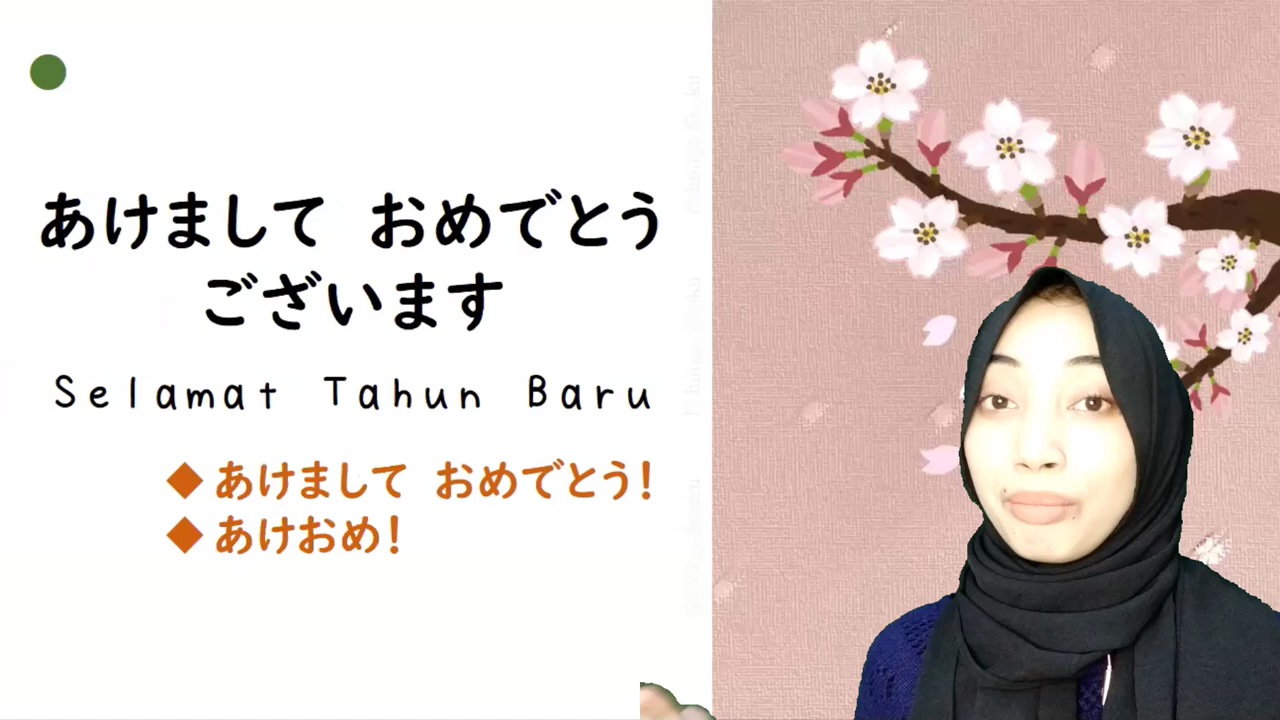 あけまして おめでとう
ございます
Selamat Tahun Baru
◆あけまして おめでとう!
◆あけおめ!